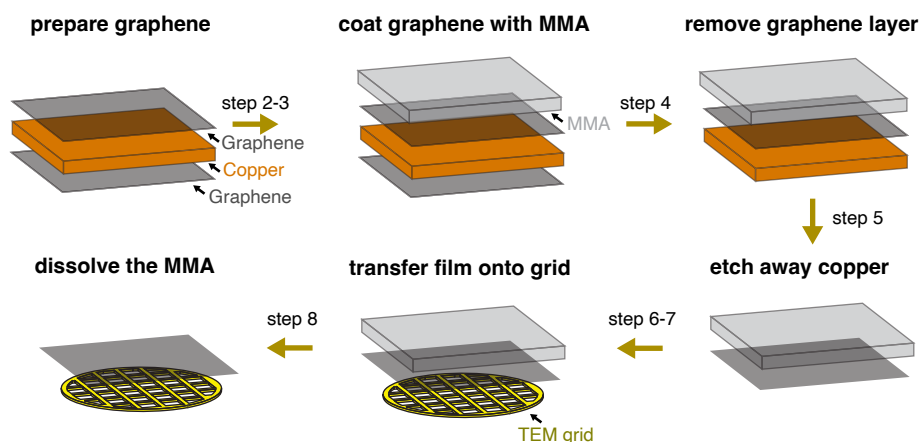 prepare graphene
coat graphene with MMA
remove graphene layer
step 2-3
Graphene
Copper
Graphene
MMA
step 4
step 5
dissolve the MMA
transfer film onto grid
etch away copper
step 8
step 6-7
TEM grid